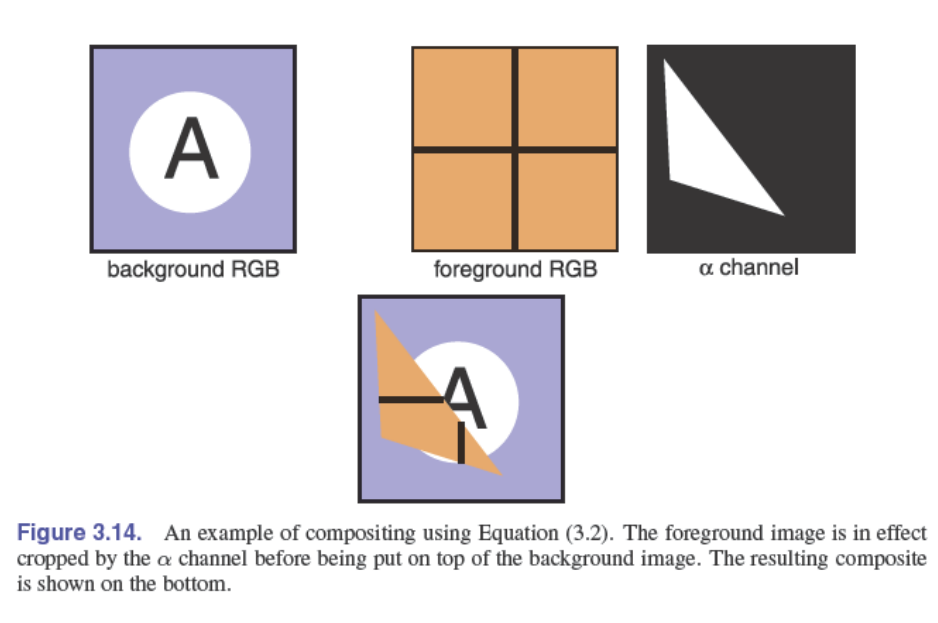 A
background RGB
foreground RGB
α channel
A
Figure 3.14. An example of compositing using Equation (3.2). The foreground image is in effect
cropped by the α channel before being put on top of the background image. The resulting composite
is shown on the bottom.